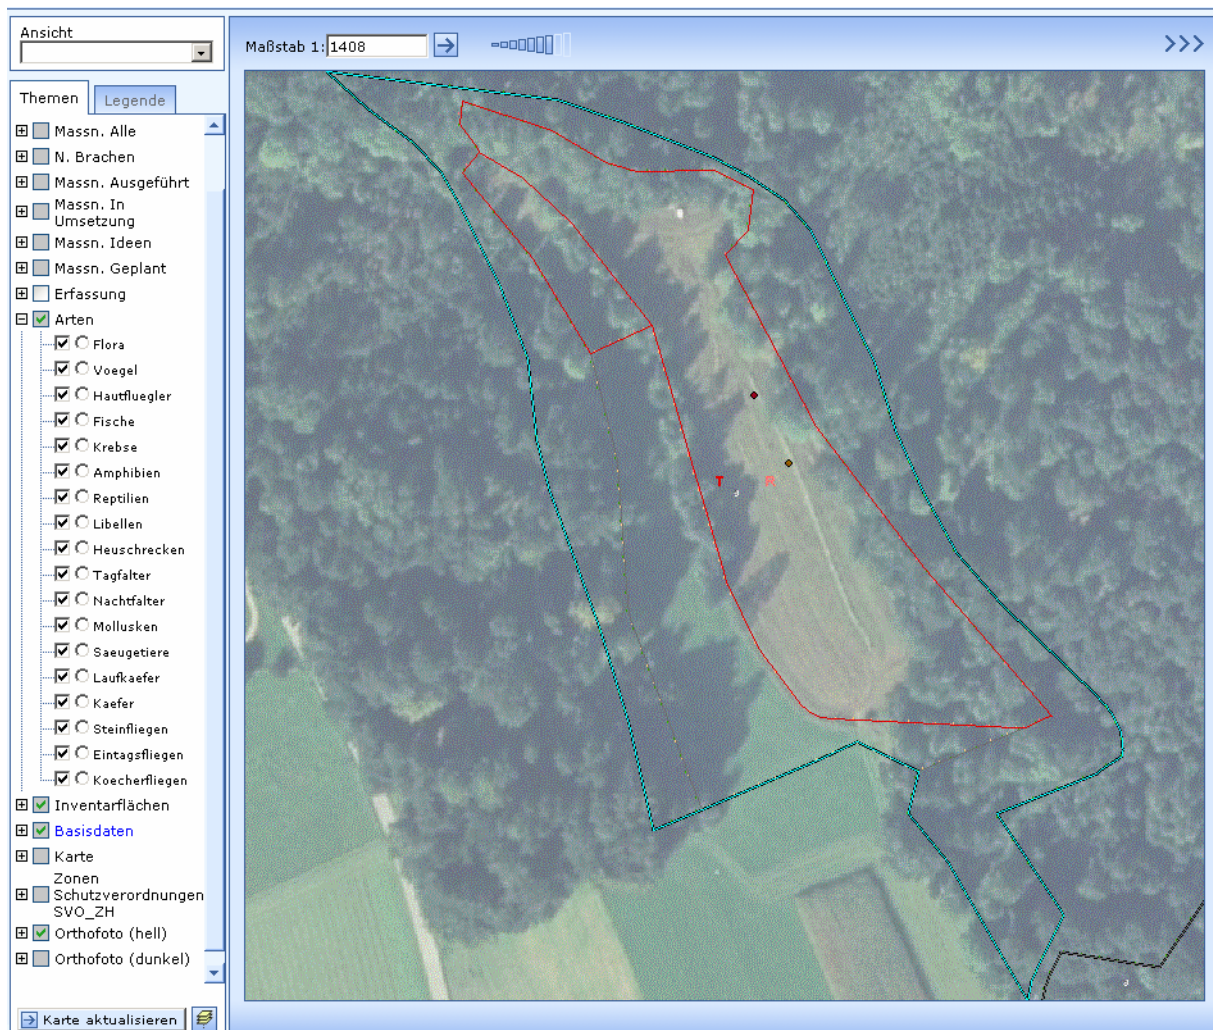 Ansicht
Maßstab 1: 1408
>>>
Themen
Legende
Massn. Alle
N. Brachen
Massn. Ausgeführt
Massn. In
Umsetzung
Massn. Ideen
Massn. Geplant
Erfassung
Arten
Flora
Voegel
Hautfluegler
Fische
Krebse
Amphibien
Reptilien
Libellen
Heuschrecken
Tagfalter
Nachtfalter
Mollusken
Saeugetiere
Laufkaefer
Kaefer
Steinfliegen
Eintagsfliegen
Koecherfliegen
Inventarflächen
Basisdaten
Karte
Zonen
Schutzverordnungen
SVO_ZH
Orthofoto (hell)
Orthofoto (dunkel)
Karte aktualisieren
T R